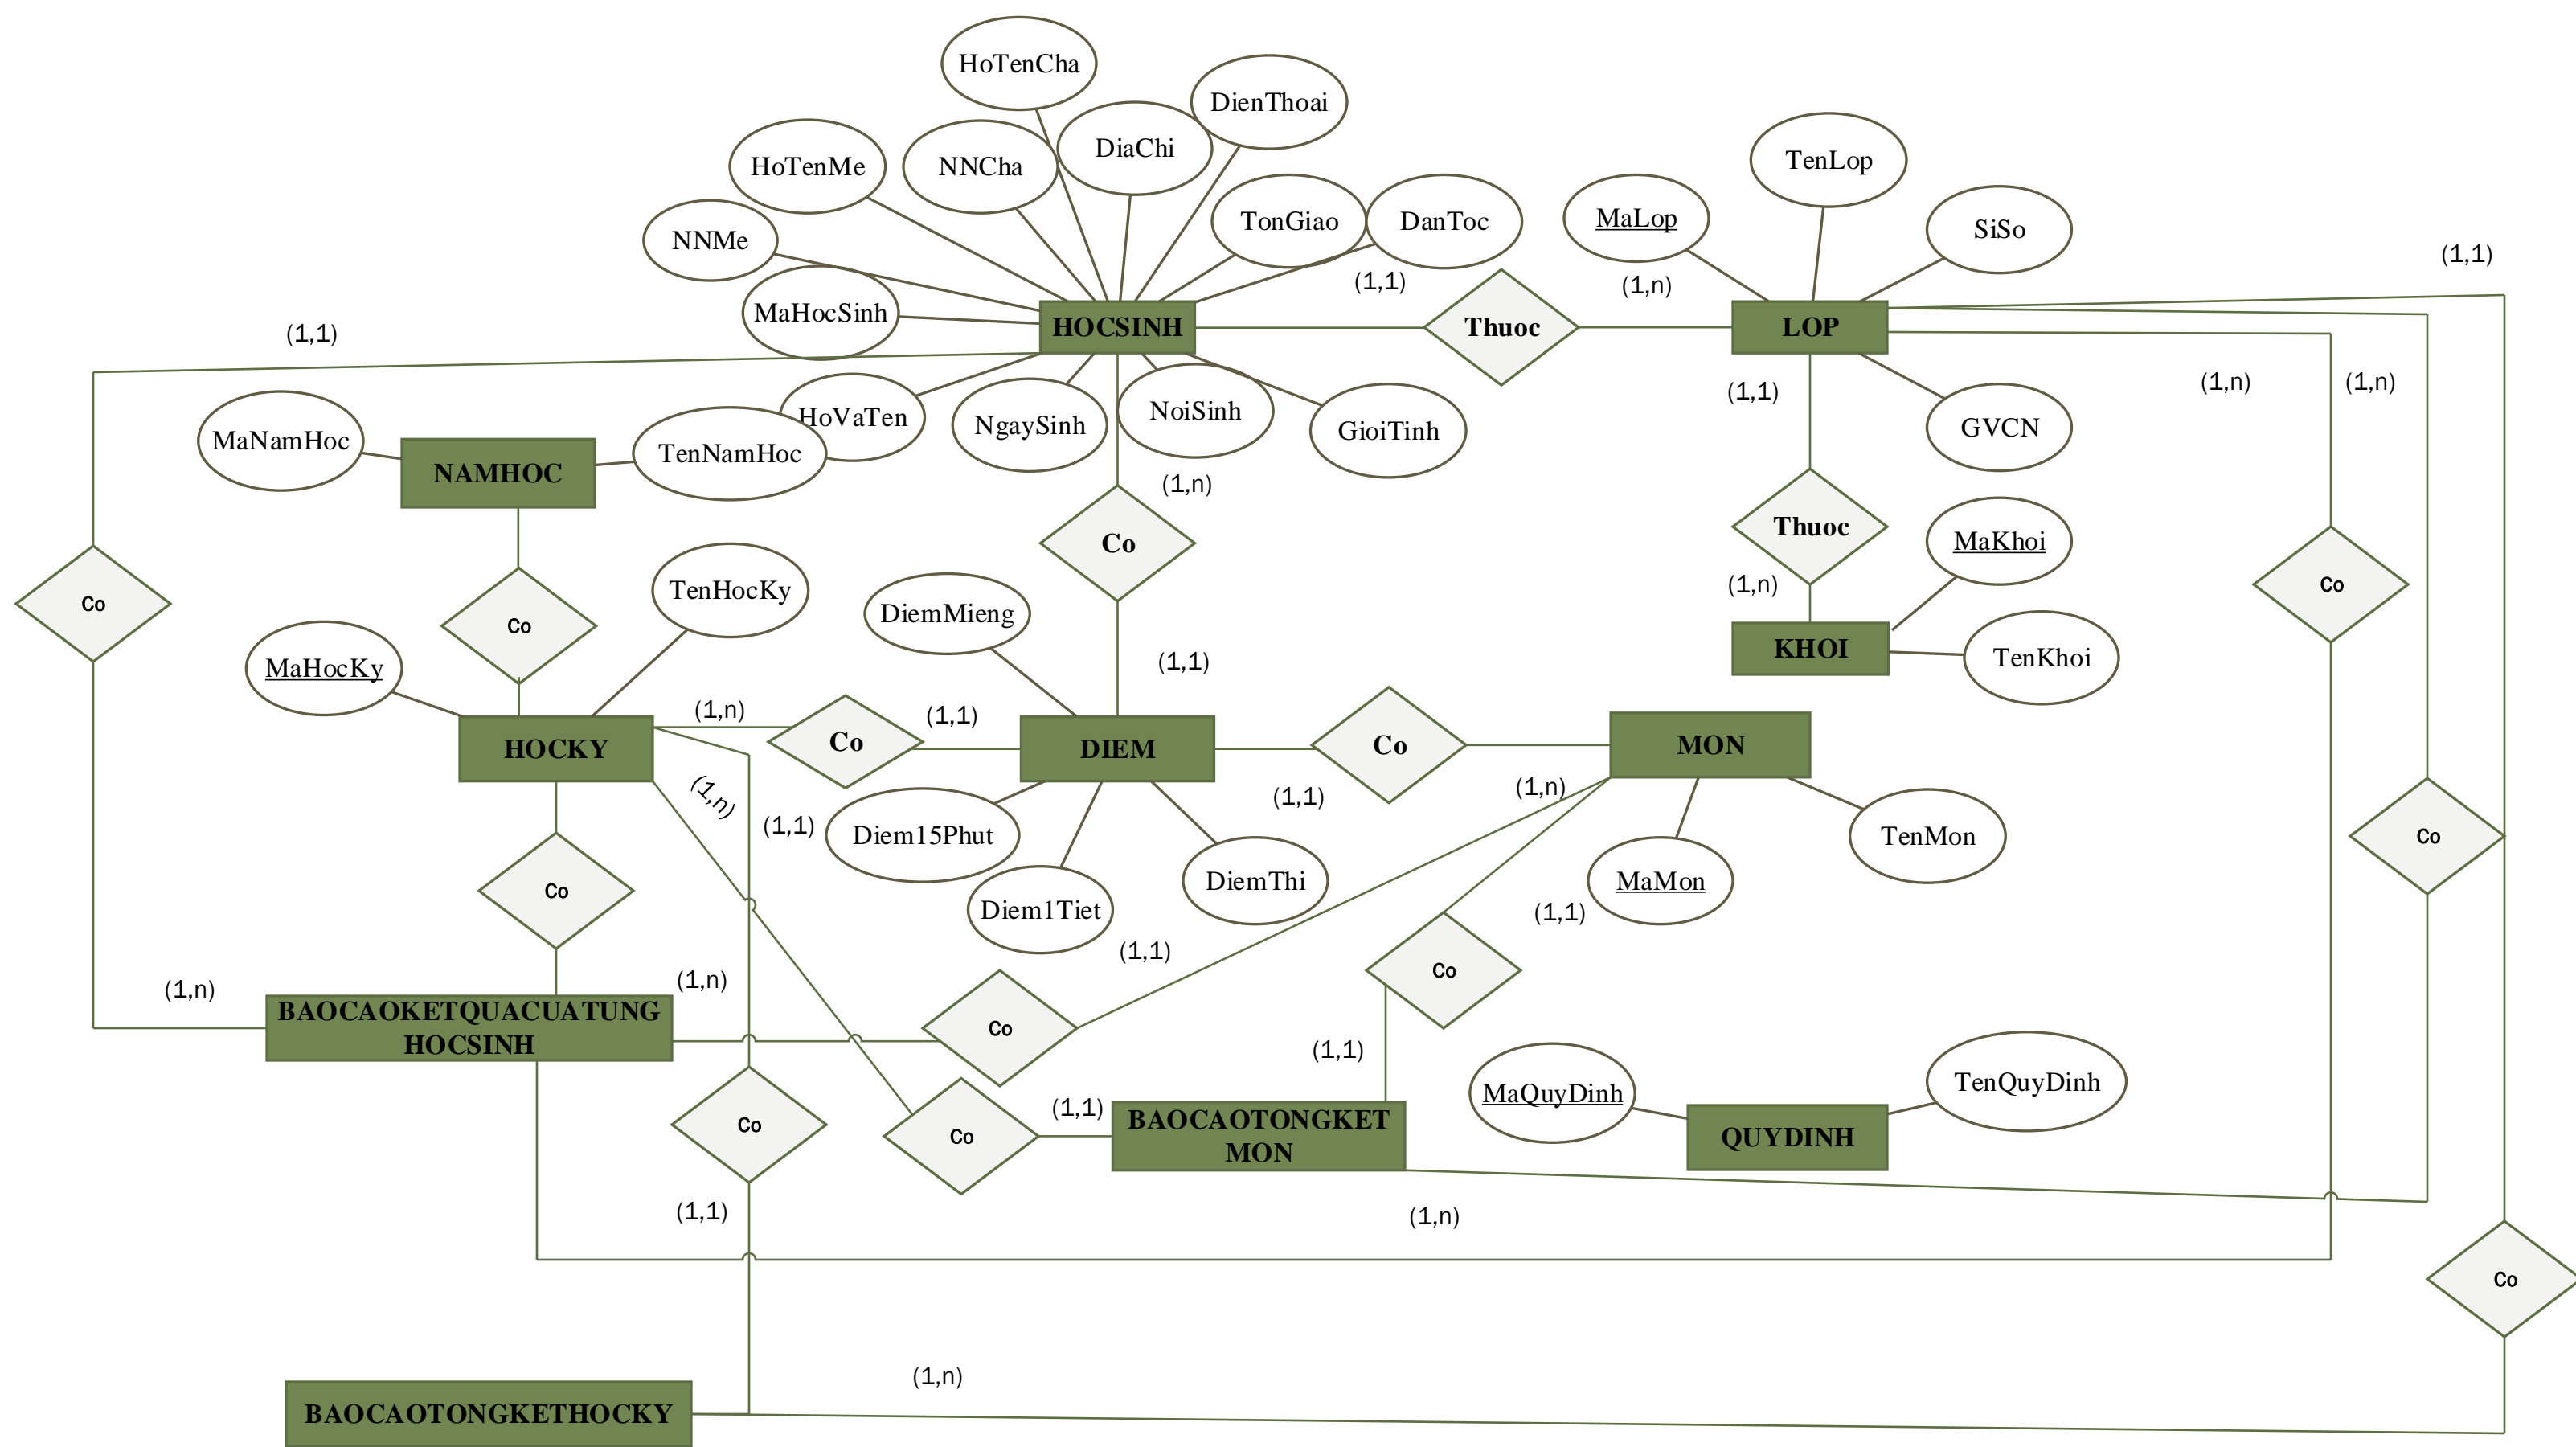 HoTenCha
DienThoai
DiaChi
TenLop
HoTenMe
NNCha
MaLop
TonGiao
DanToc
SiSo
NNMe
(1,1)
(1,1)
(1,n)
MaHocSinh
HOCSINH
Thuoc
LOP
(1,1)
(1,n)
(1,n)
(1,1)
HoVaTen
NgaySinh
NoiSinh
GioiTinh
GVCN
MaNamHoc
NAMHOC
TenNamHoc
(1,n)
Co
Thuoc
MaKhoi
(1,n)
Co
TenHocKy
Co
Co
DiemMieng
KHOI
TenKhoi
MaHocKy
(1,1)
(1,n)
(1,1)
HOCKY
Co
DIEM
Co
MON
(1,n)
(1,1)
(1,1)
(1,n)
Diem15Phut
TenMon
Co
Diem1Tiet
DiemThi
MaMon
Co
(1,1)
(1,1)
Co
(1,n)
(1,n)
BAOCAOKETQUACUATUNG
HOCSINH
Co
(1,1)
Co
Co
(1,1)
BAOCAOTONGKET
MON
MaQuyDinh
QUYDINH
TenQuyDinh
(1,1)
(1,n)
Co
(1,n)
BAOCAOTONGKETHOCKY